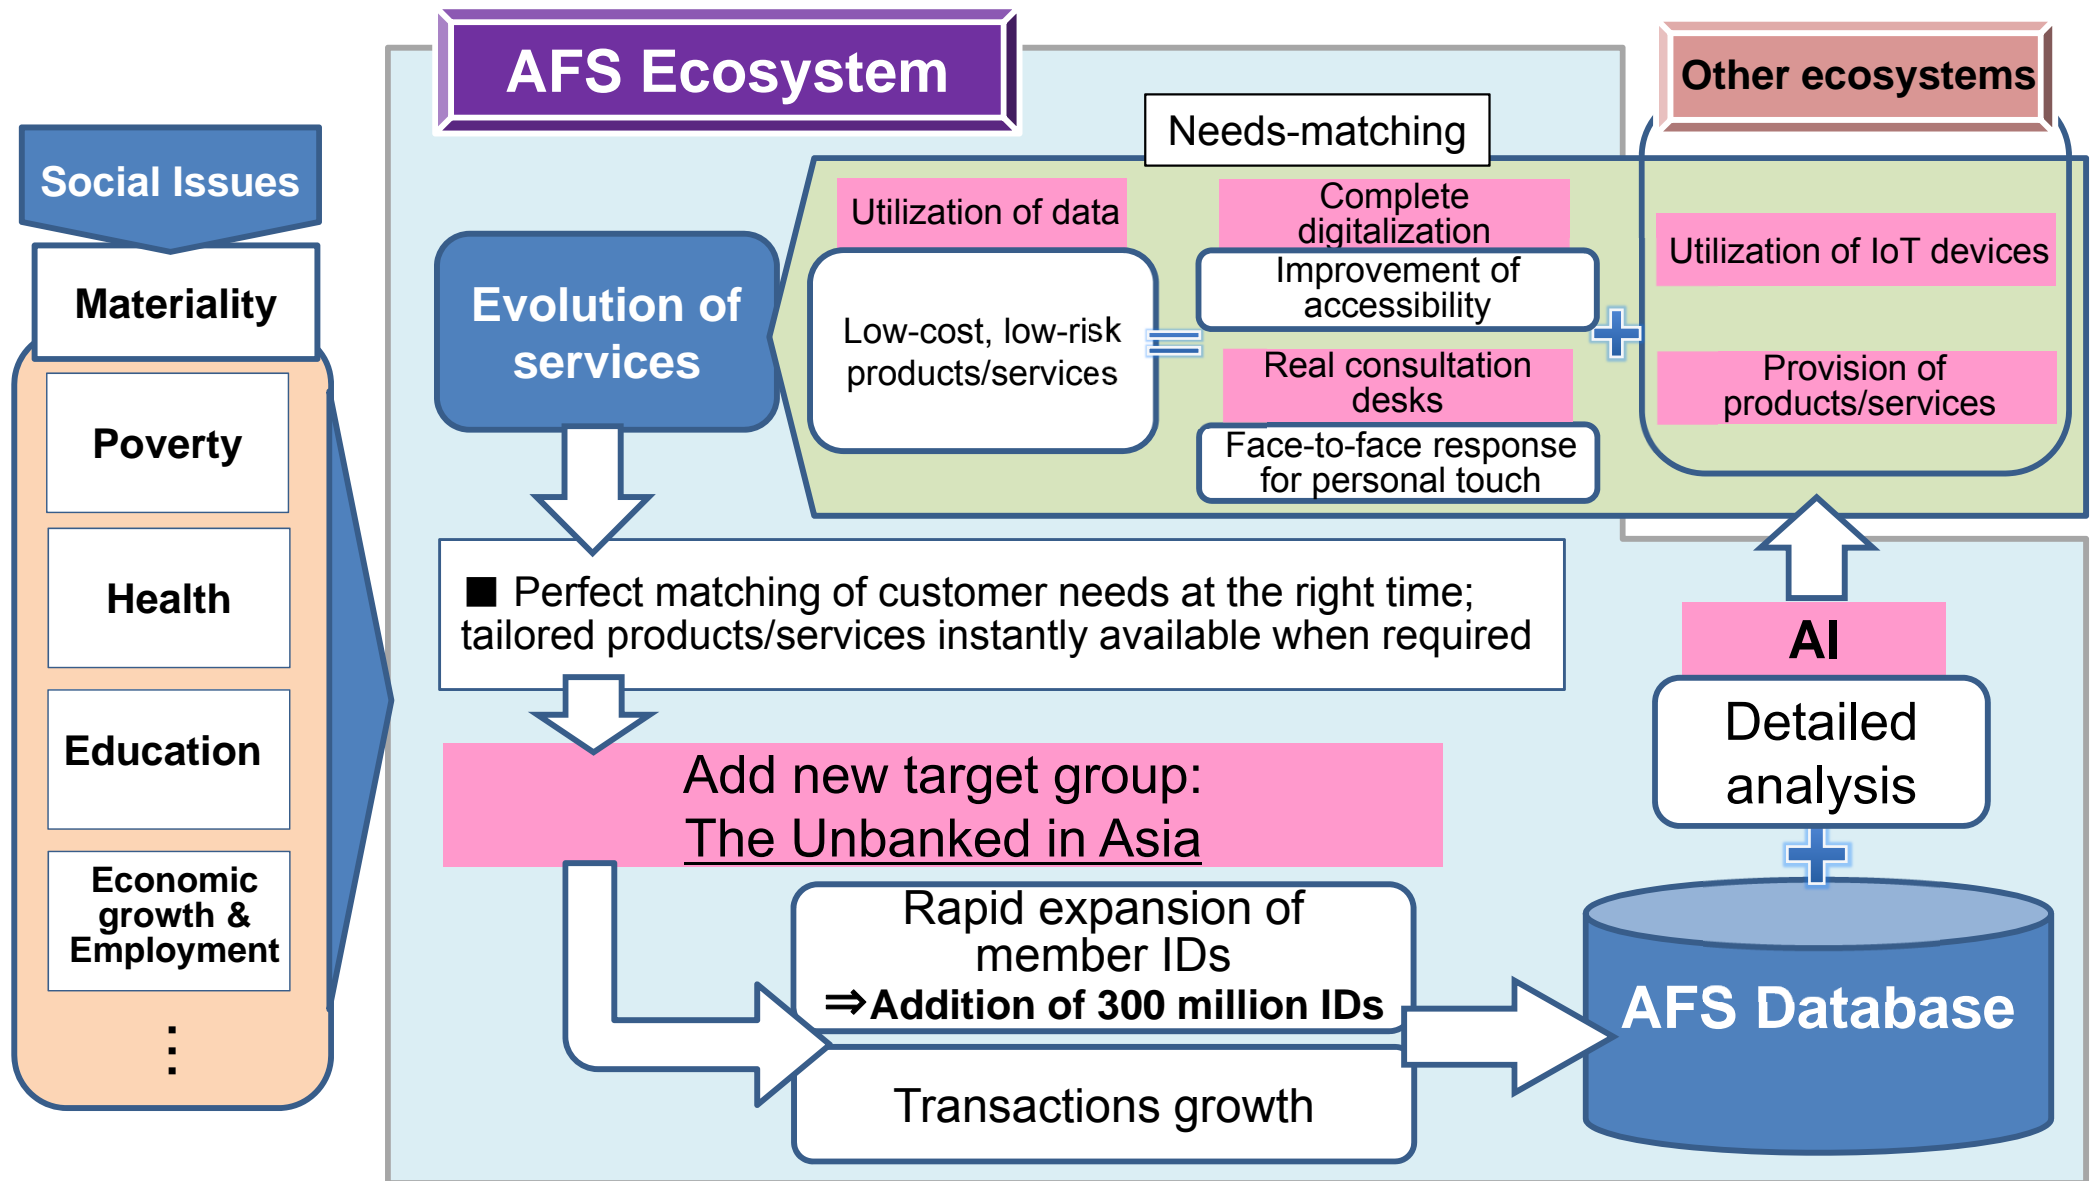 AFS Ecosystem
Other ecosystems
Social Issues
Materiality
Poverty
Health
Education
Economic
growth &
Employment
⋮
Needs-matching
Evolution of
services
Utilization of data
Low-cost, low-risk
products/services
Complete
digitalization
Improvement of
accessibility
Real consultation
desks
Face-to-face response
for personal touch
Utilization of IoT devices
Provision of
products/services
■ Perfect matching of customer needs at the right time;
tailored products/services instantly available when required
Add new target group:
The Unbanked in Asia
Rapid expansion of
member IDs
⇒Addition of 300 million IDs
Transactions growth
AI
Detailed
analysis
AFS Database